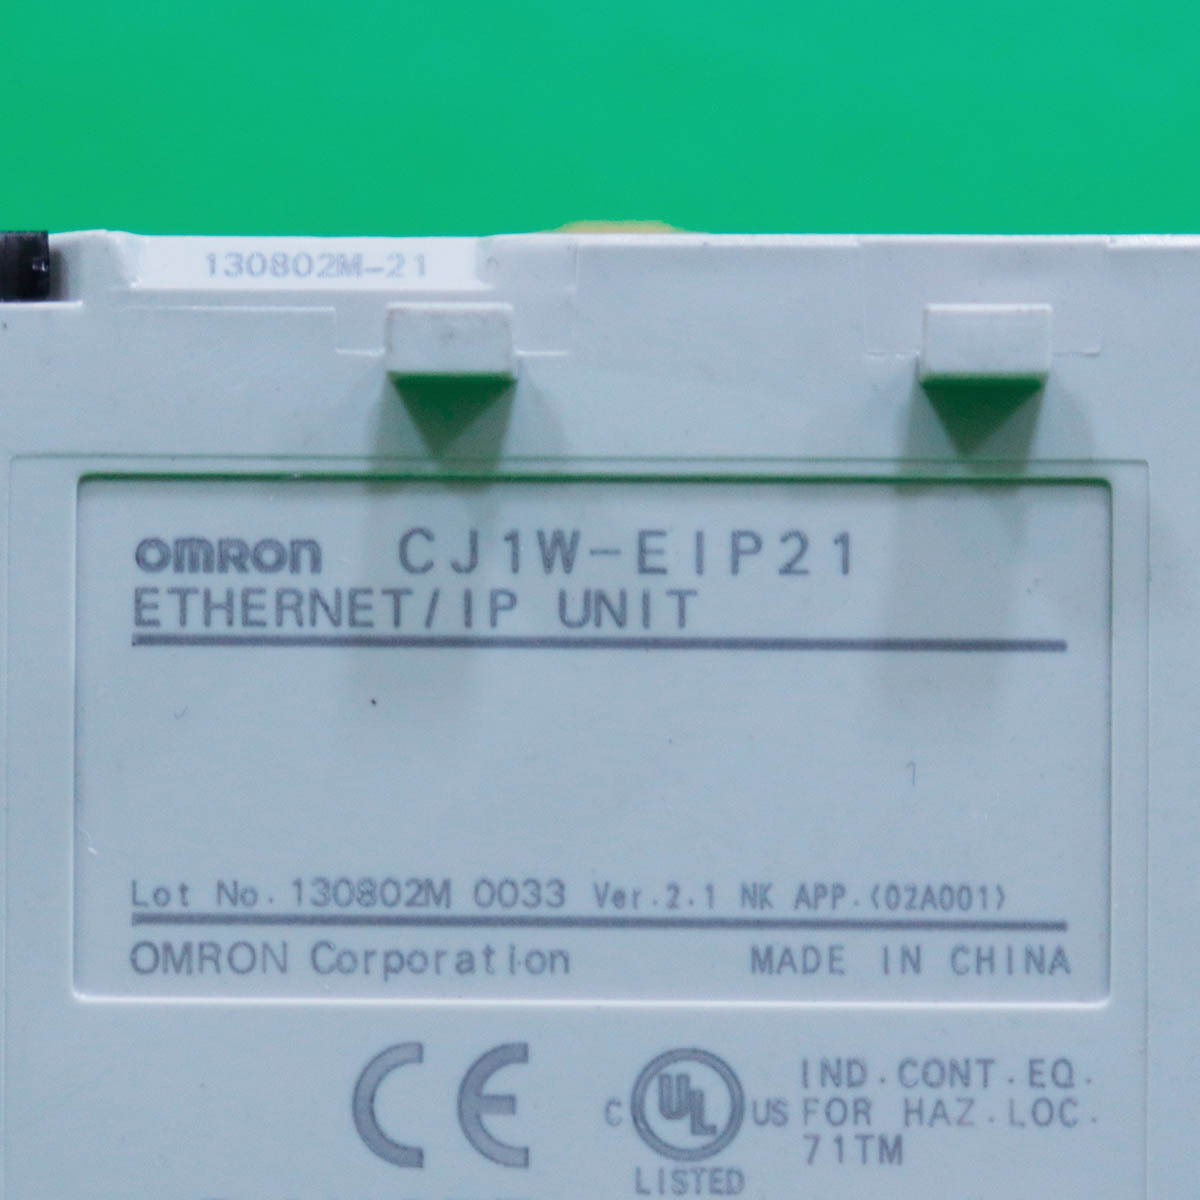 130802M-21
OMRON CJ1W-EIP21
ETHERNET/IP UNIT
Lot No. 130802M 0033 Ver.2.1 NK APP.(02A001)
OMRON Corporation MADE IN CHINA
CE
C UL US
LISTED
IND.CONT.EQ.
FOR HAZ.LOC.
71TM